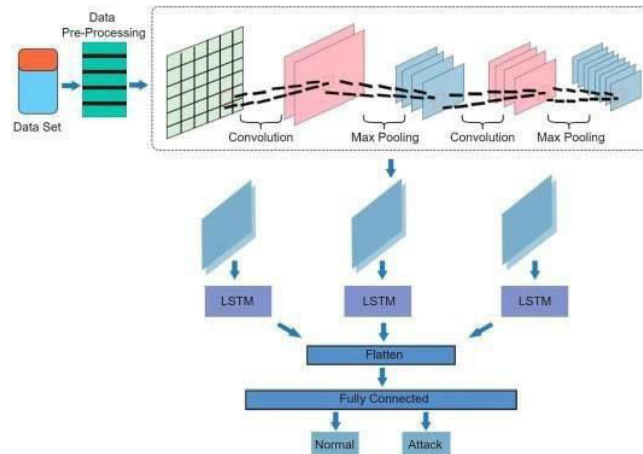 Data
Pre-Processing
Data Set
Convolution
Max Pooling
Convolution
Max Pooling
LSTM
LSTM
LSTM
Flatten
Fully Connected
Normal
Attack